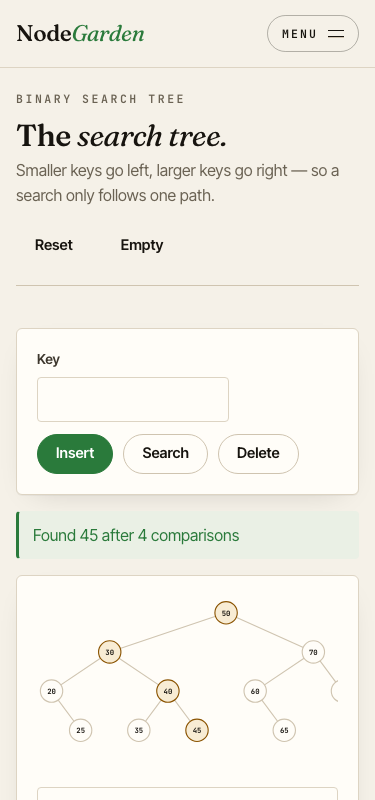 NodeGarden
MENU
BINARY SEARCH TREE
The search tree.
Smaller keys go left, larger keys go right — so a
search only follows one path.
Reset Empty
Key
Insert Search Delete
Found 45 after 4 comparisons
50
30 70
20 40 60
25 35 45 65